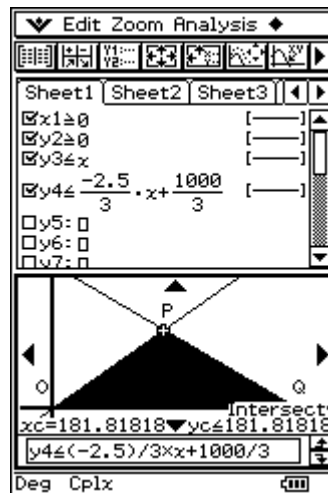 Edit Zoom Analysis ◆
Sheet1 Sheet2 Sheet3
x1≥0 [—]
y2≥0 [—]
y3≤x [—]
y4≤ -2.5/3 ·x+ 1000/3 [—]
y5:▯
y6:▯
y7:▯
P
O Q
Intersect
xc=181.81818 yc≤181.81818
y4≤(-2.5)/3×x+1000/3
Deg Cplx